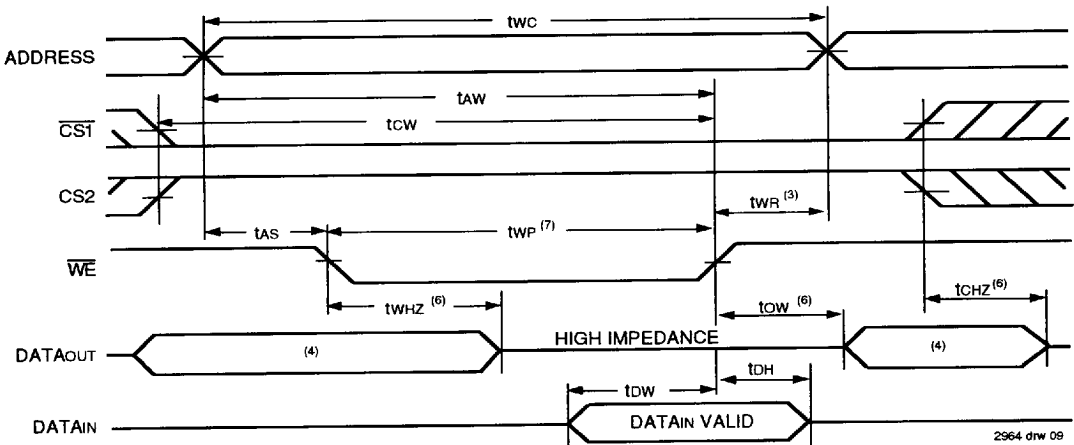 tWC
ADDRESS
tAW
CS1
tCW
CS2
tWR (3)
tAS
tWP (7)
WE
tWHZ (6)
tOW (6)
tCHZ (6)
DATAOUT
(4)
HIGH IMPEDANCE
(4)
tDW
tDH
DATAIN
DATAIN VALID
2964 drw 09